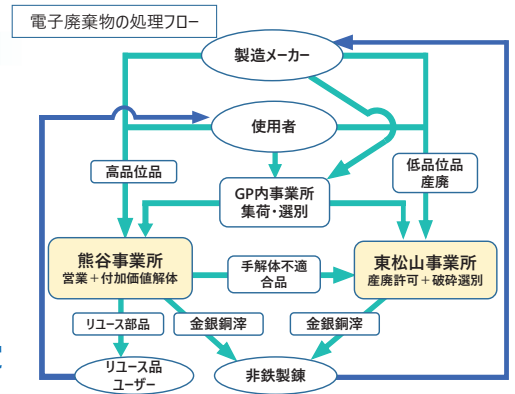 電子廃棄物の処理フロー
製造メーカー
使用者
高品位品
低品位品
産廃
GP内事業所
集荷・選別
熊谷事業所
営業＋付加価値解体
手解体不適
合品
東松山事業所
産廃許可＋破砕選別
リユース部品
金銀銅滓
金銀銅滓
リユース品
ユーザー
非鉄製錬